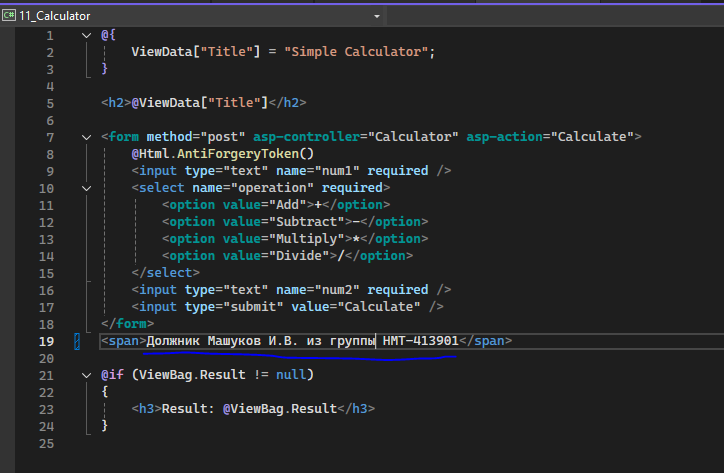 C# 11_Calculator
1 @{
2 ViewData["Title"] = "Simple Calculator";
3 }
4
5 <h2>@ViewData["Title"]</h2>
6
7 <form method="post" asp-controller="Calculator" asp-action="Calculate">
8 @Html.AntiForgeryToken()
9 <input type="text" name="num1" required />
10 <select name="operation" required>
11 <option value="Add">+</option>
12 <option value="Subtract">-</option>
13 <option value="Multiply">*</option>
14 <option value="Divide">/</option>
15 </select>
16 <input type="text" name="num2" required />
17 <input type="submit" value="Calculate" />
18 </form>
19 <span>Должник Машуков И.В. из группы НМТ-413901</span>
20
21 @if (ViewBag.Result != null)
22 {
23 <h3>Result: @ViewBag.Result</h3>
24 }
25